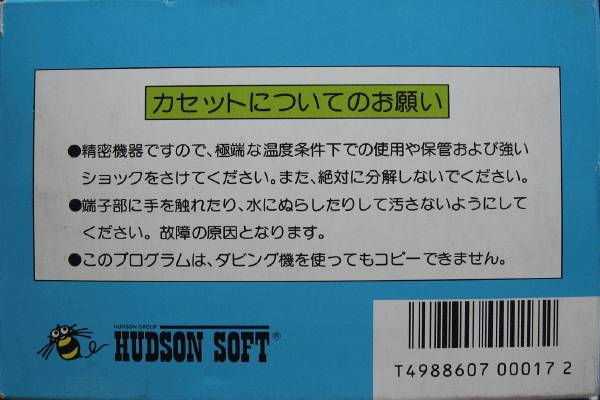 カセットについてのお願い
●精密機器ですので、極端な温度条件下での使用や保管および強い
ショックをさけてください。また、絶対に分解しないでください。
●端子部に手を触れたり、水にぬらしたりして汚さないようにして
ください。故障の原因となります。
●このプログラムは、ダビング機を使ってもコピーできません。
HUDSON GROUP
HUDSON SOFT®
T4988607 00017 2